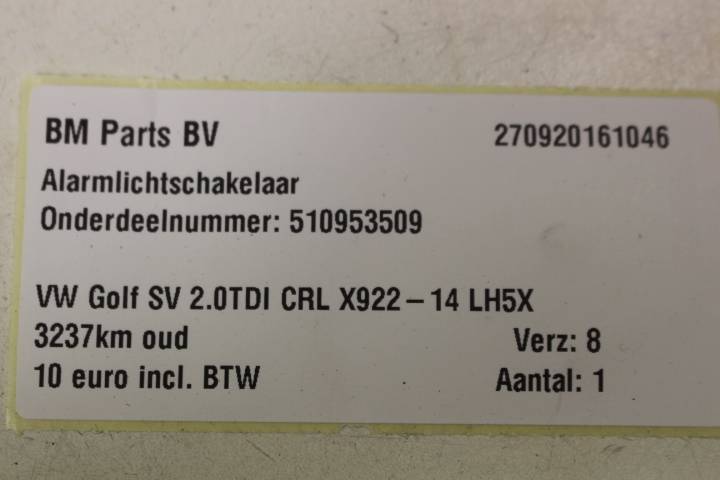 BM Parts BV 270920161046
Alarmlichtschakelaar
Onderdeelnummer: 510953509
VW Golf SV 2.0TDI CRL X922-14 LH5X
3237km oud Verz: 8
10 euro incl. BTW Aantal: 1